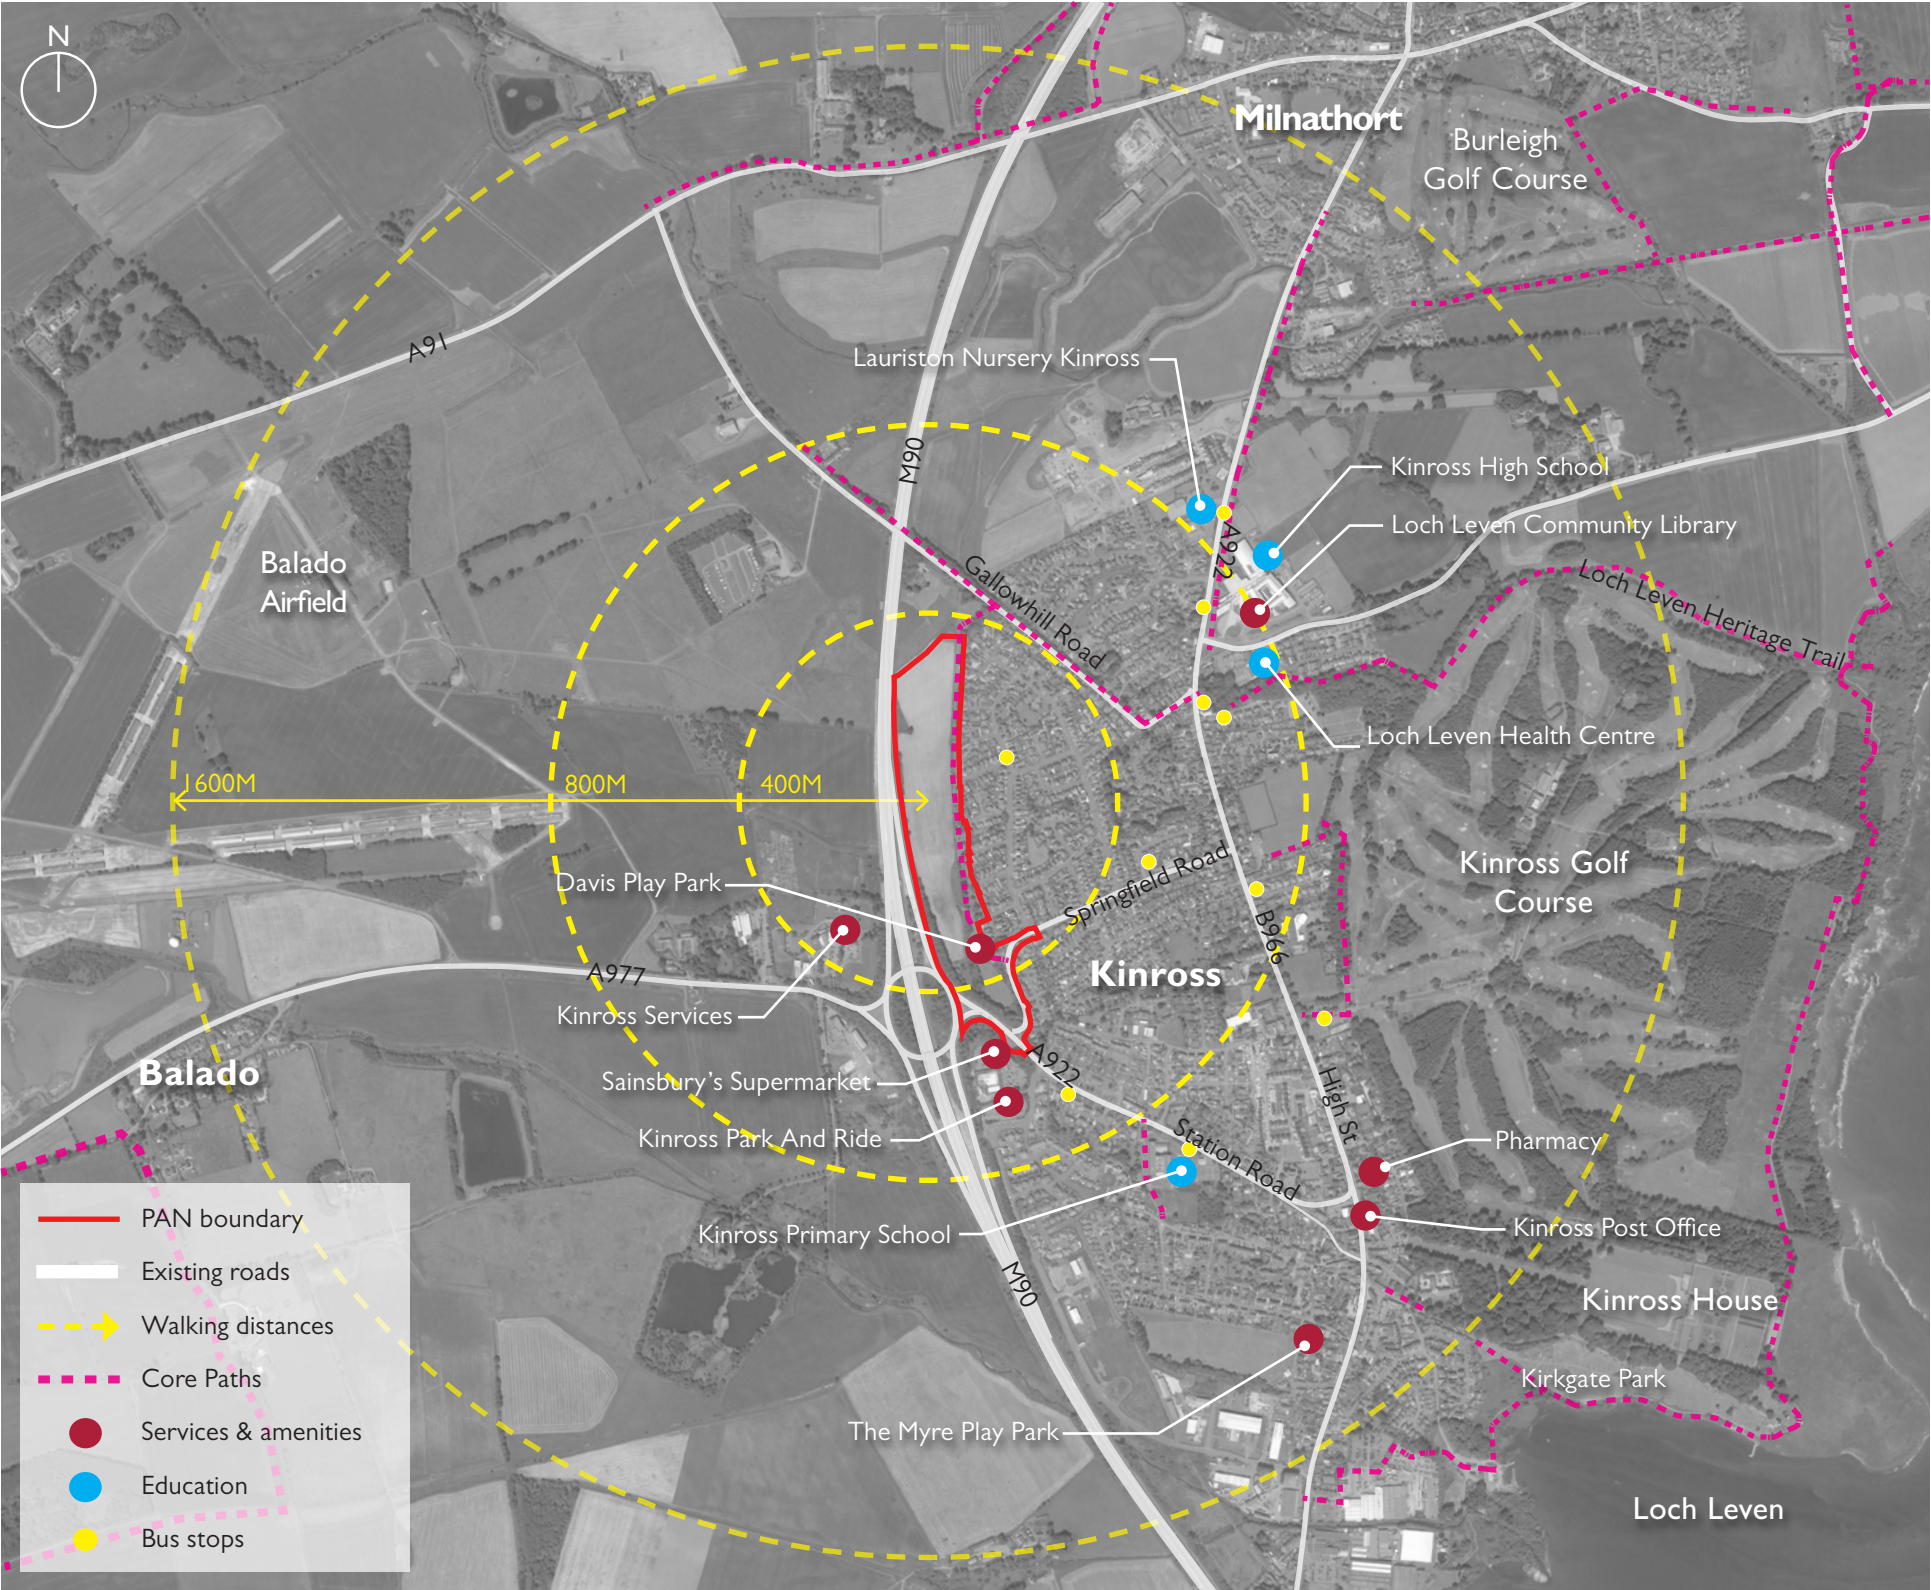 N
Milnathort
Burleigh
Golf Course
A91
Lauriston Nursery Kinross
M90
Kinross High School
Loch Leven Community Library
A922
Balado
Airfield
Gallowhill Road
Loch Leven Heritage Trail
Loch Leven Health Centre
1600M
800M
400M
Davis Play Park
Springfield Road
Kinross Golf
Course
B966
A977
Kinross
Kinross Services
Balado
Sainsbury's Supermarket
A922
High St
Kinross Park And Ride
Station Road
Pharmacy
Kinross Primary School
Kinross Post Office
M90
Kinross House
Kirkgate Park
The Myre Play Park
Loch Leven
PAN boundary
Existing roads
Walking distances
Core Paths
Services & amenities
Education
Bus stops